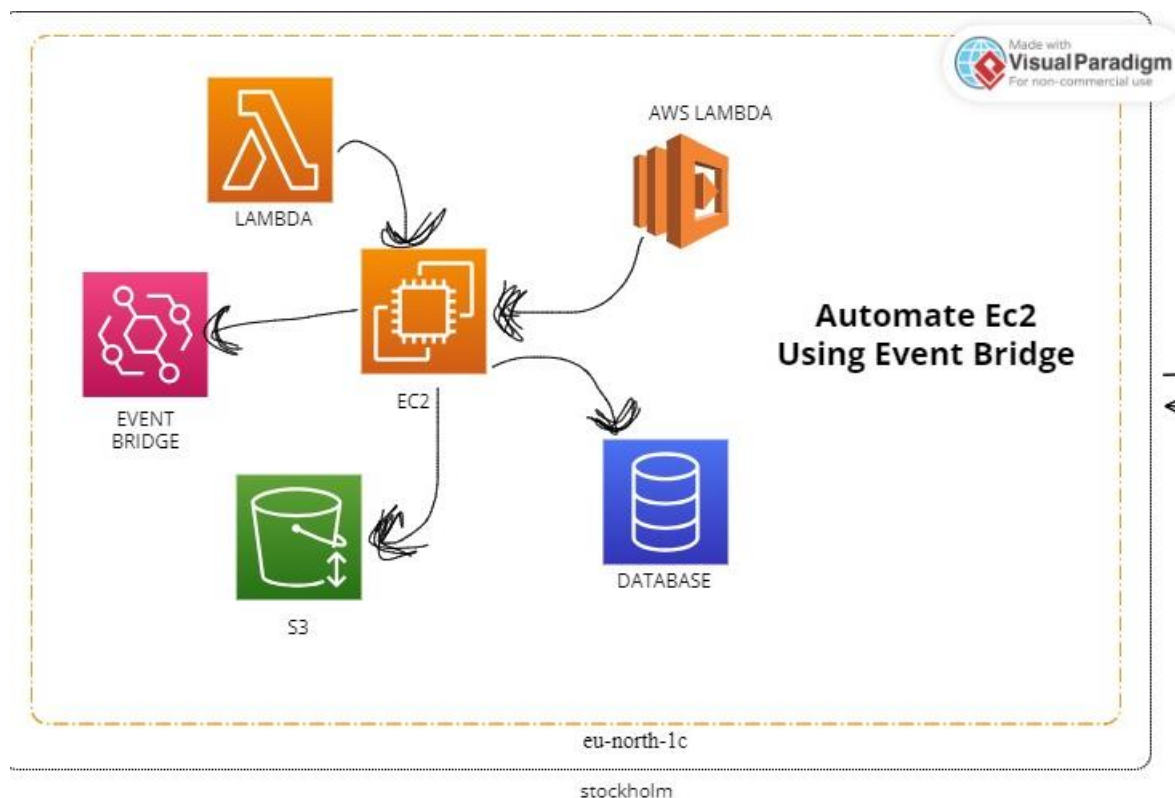 Made with
Visual Paradigm
For non-commercial use
AWS LAMBDA
LAMBDA
Automate Ec2
Using Event Bridge
EC2
EVENT
BRIDGE
DATABASE
S3
eu-north-1c
stockholm